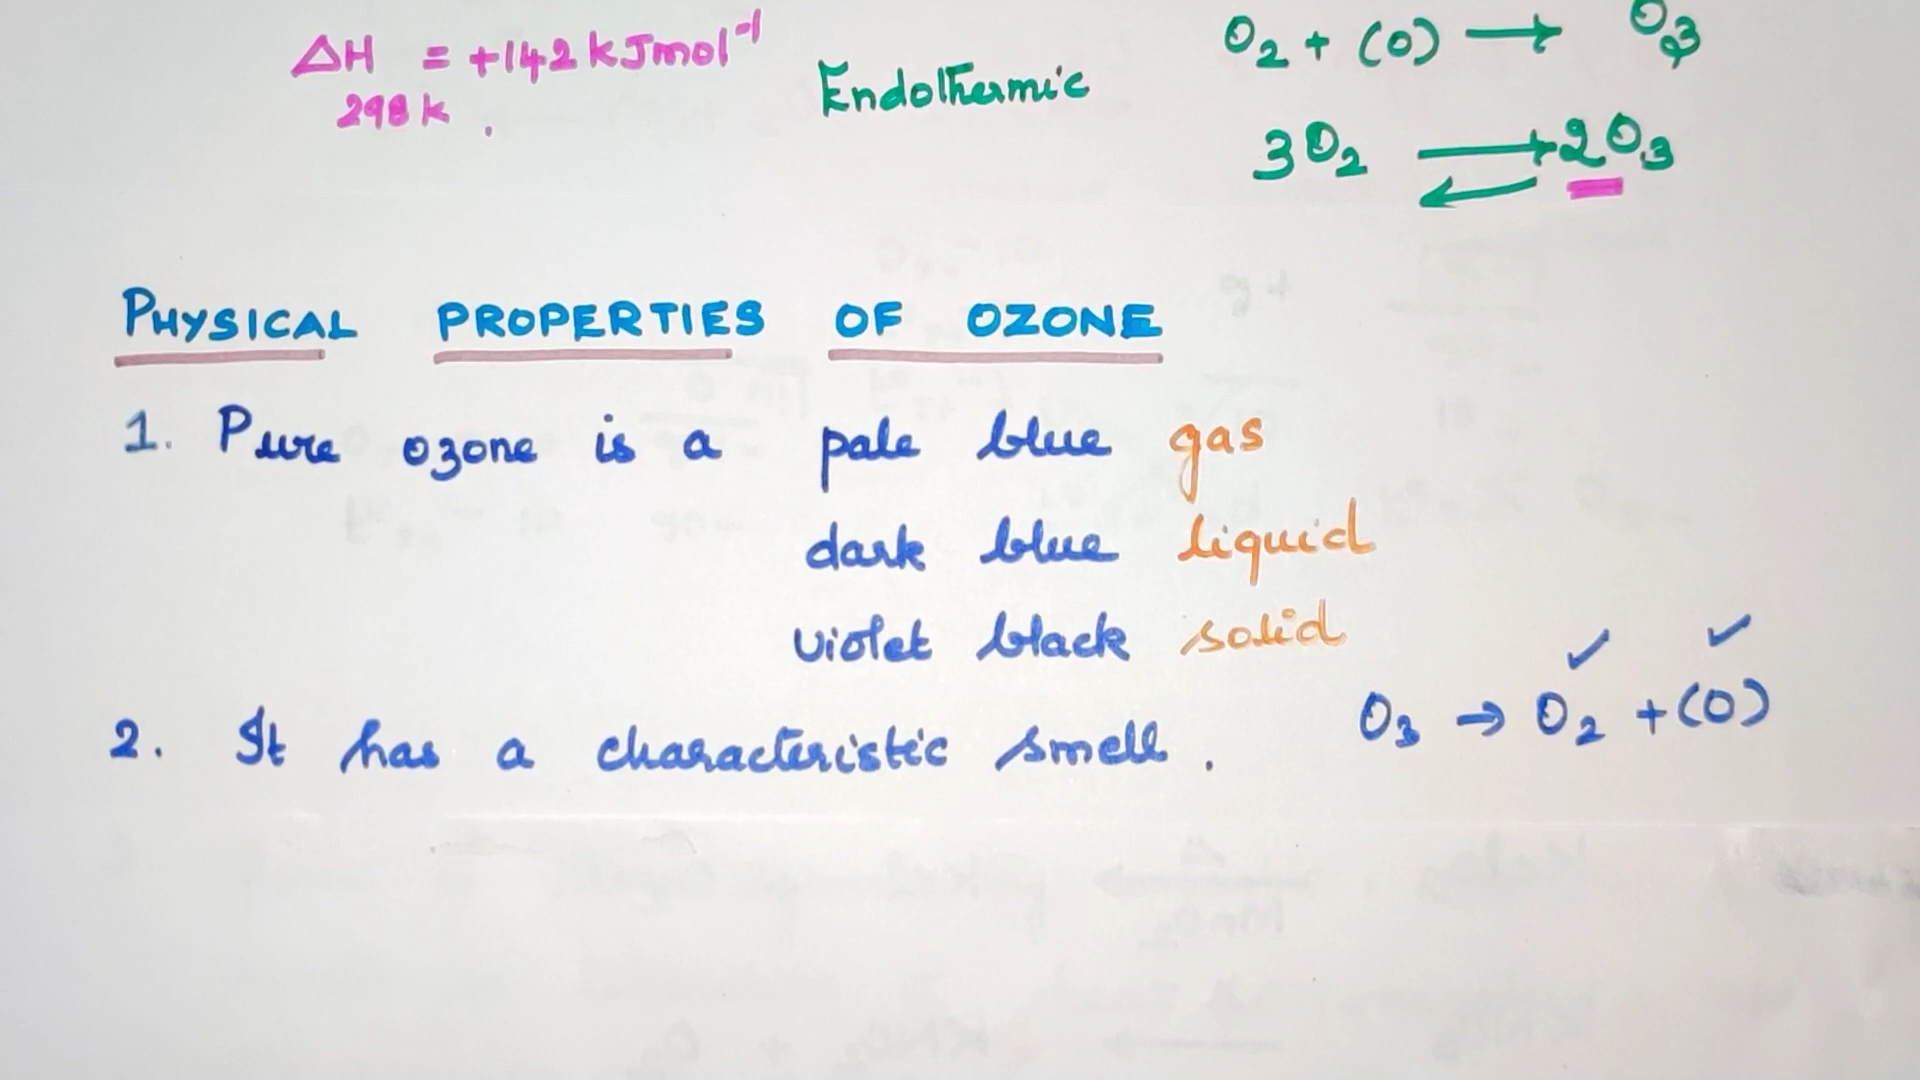 ΔH = +142 kJmol⁻¹
298k.
Endothermic
O₂ + (O) → O₃
3O₂ ⇌ 2O₃
PHYSICAL PROPERTIES OF OZONE
1. Pure ozone is a pale blue gas
dark blue liquid
violet black solid
2. It has a characteristic smell.
O₃ → O₂ + (O)